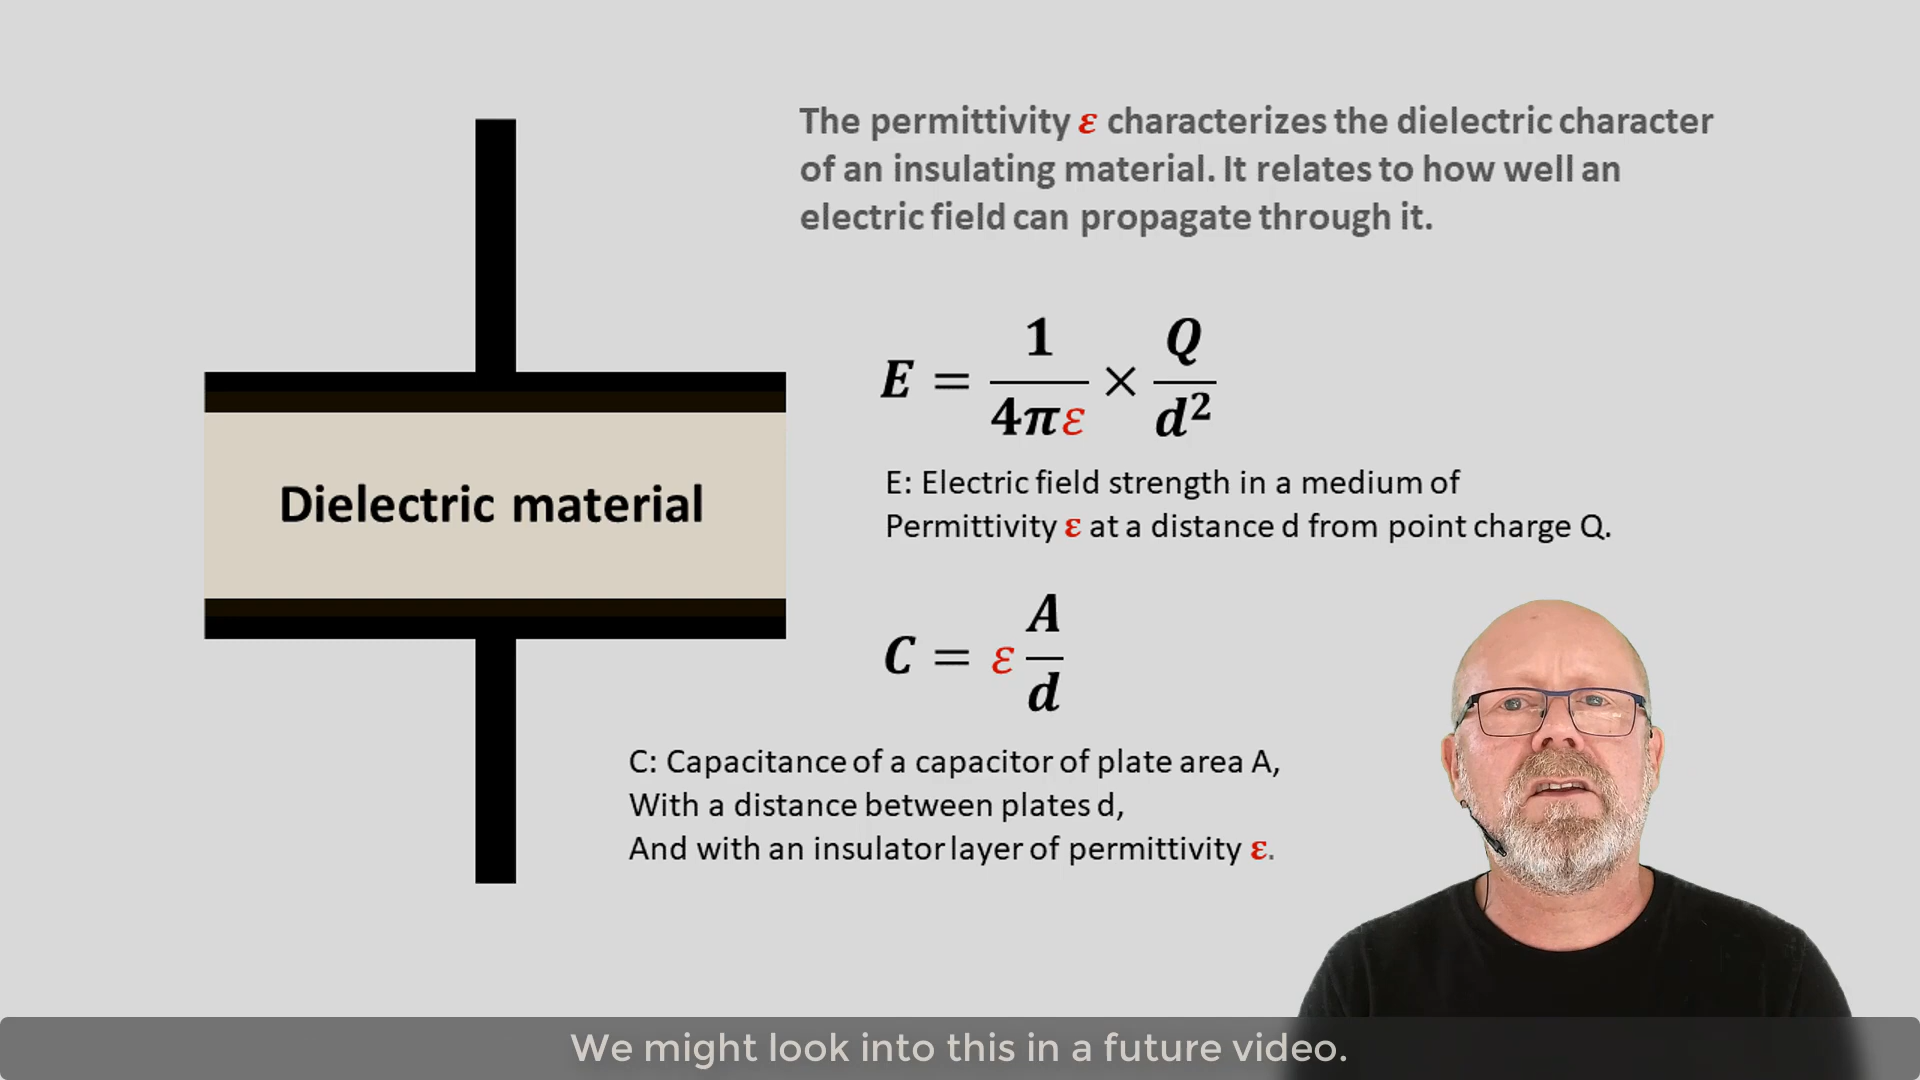 The permittivity ε characterizes the dielectric character
of an insulating material. It relates to how well an
electric field can propagate through it.
E = 1/4πε × Q/d²
Dielectric material
E: Electric field strength in a medium of
Permittivity ε at a distance d from point charge Q.
C = ε A/d
C: Capacitance of a capacitor of plate area A,
With a distance between plates d,
And with an insulator layer of permittivity ε.
We might look into this in a future video.